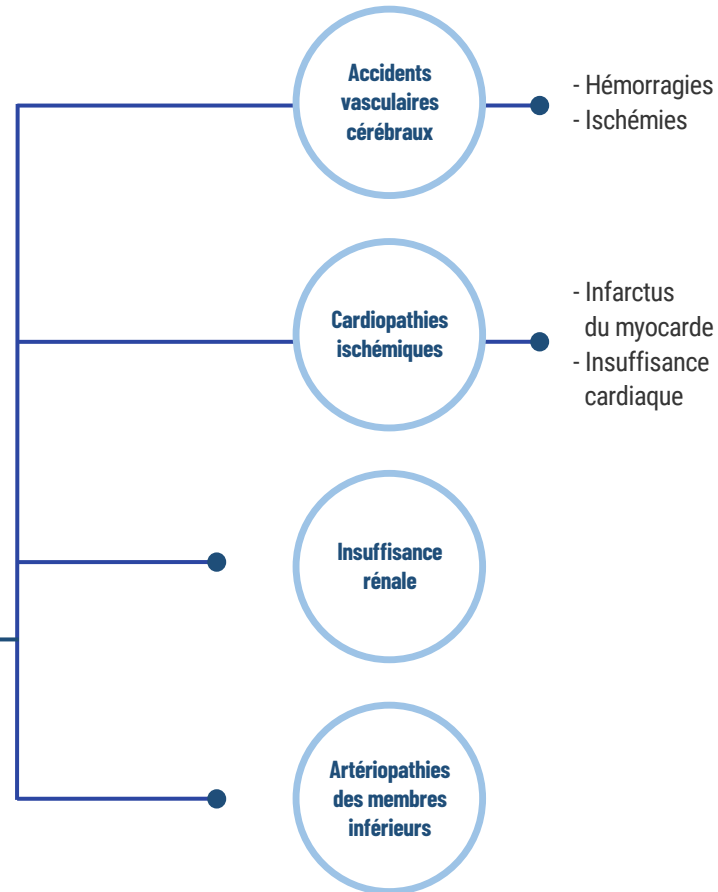 Accidents
vasculaires
cérébraux
- Hémorragies
- Ischémies
Cardiopathies
ischémiques
- Infarctus
du myocarde
- Insuffisance
cardiaque
Insuffisance
rénale
Artériopathies
des membres
inférieurs